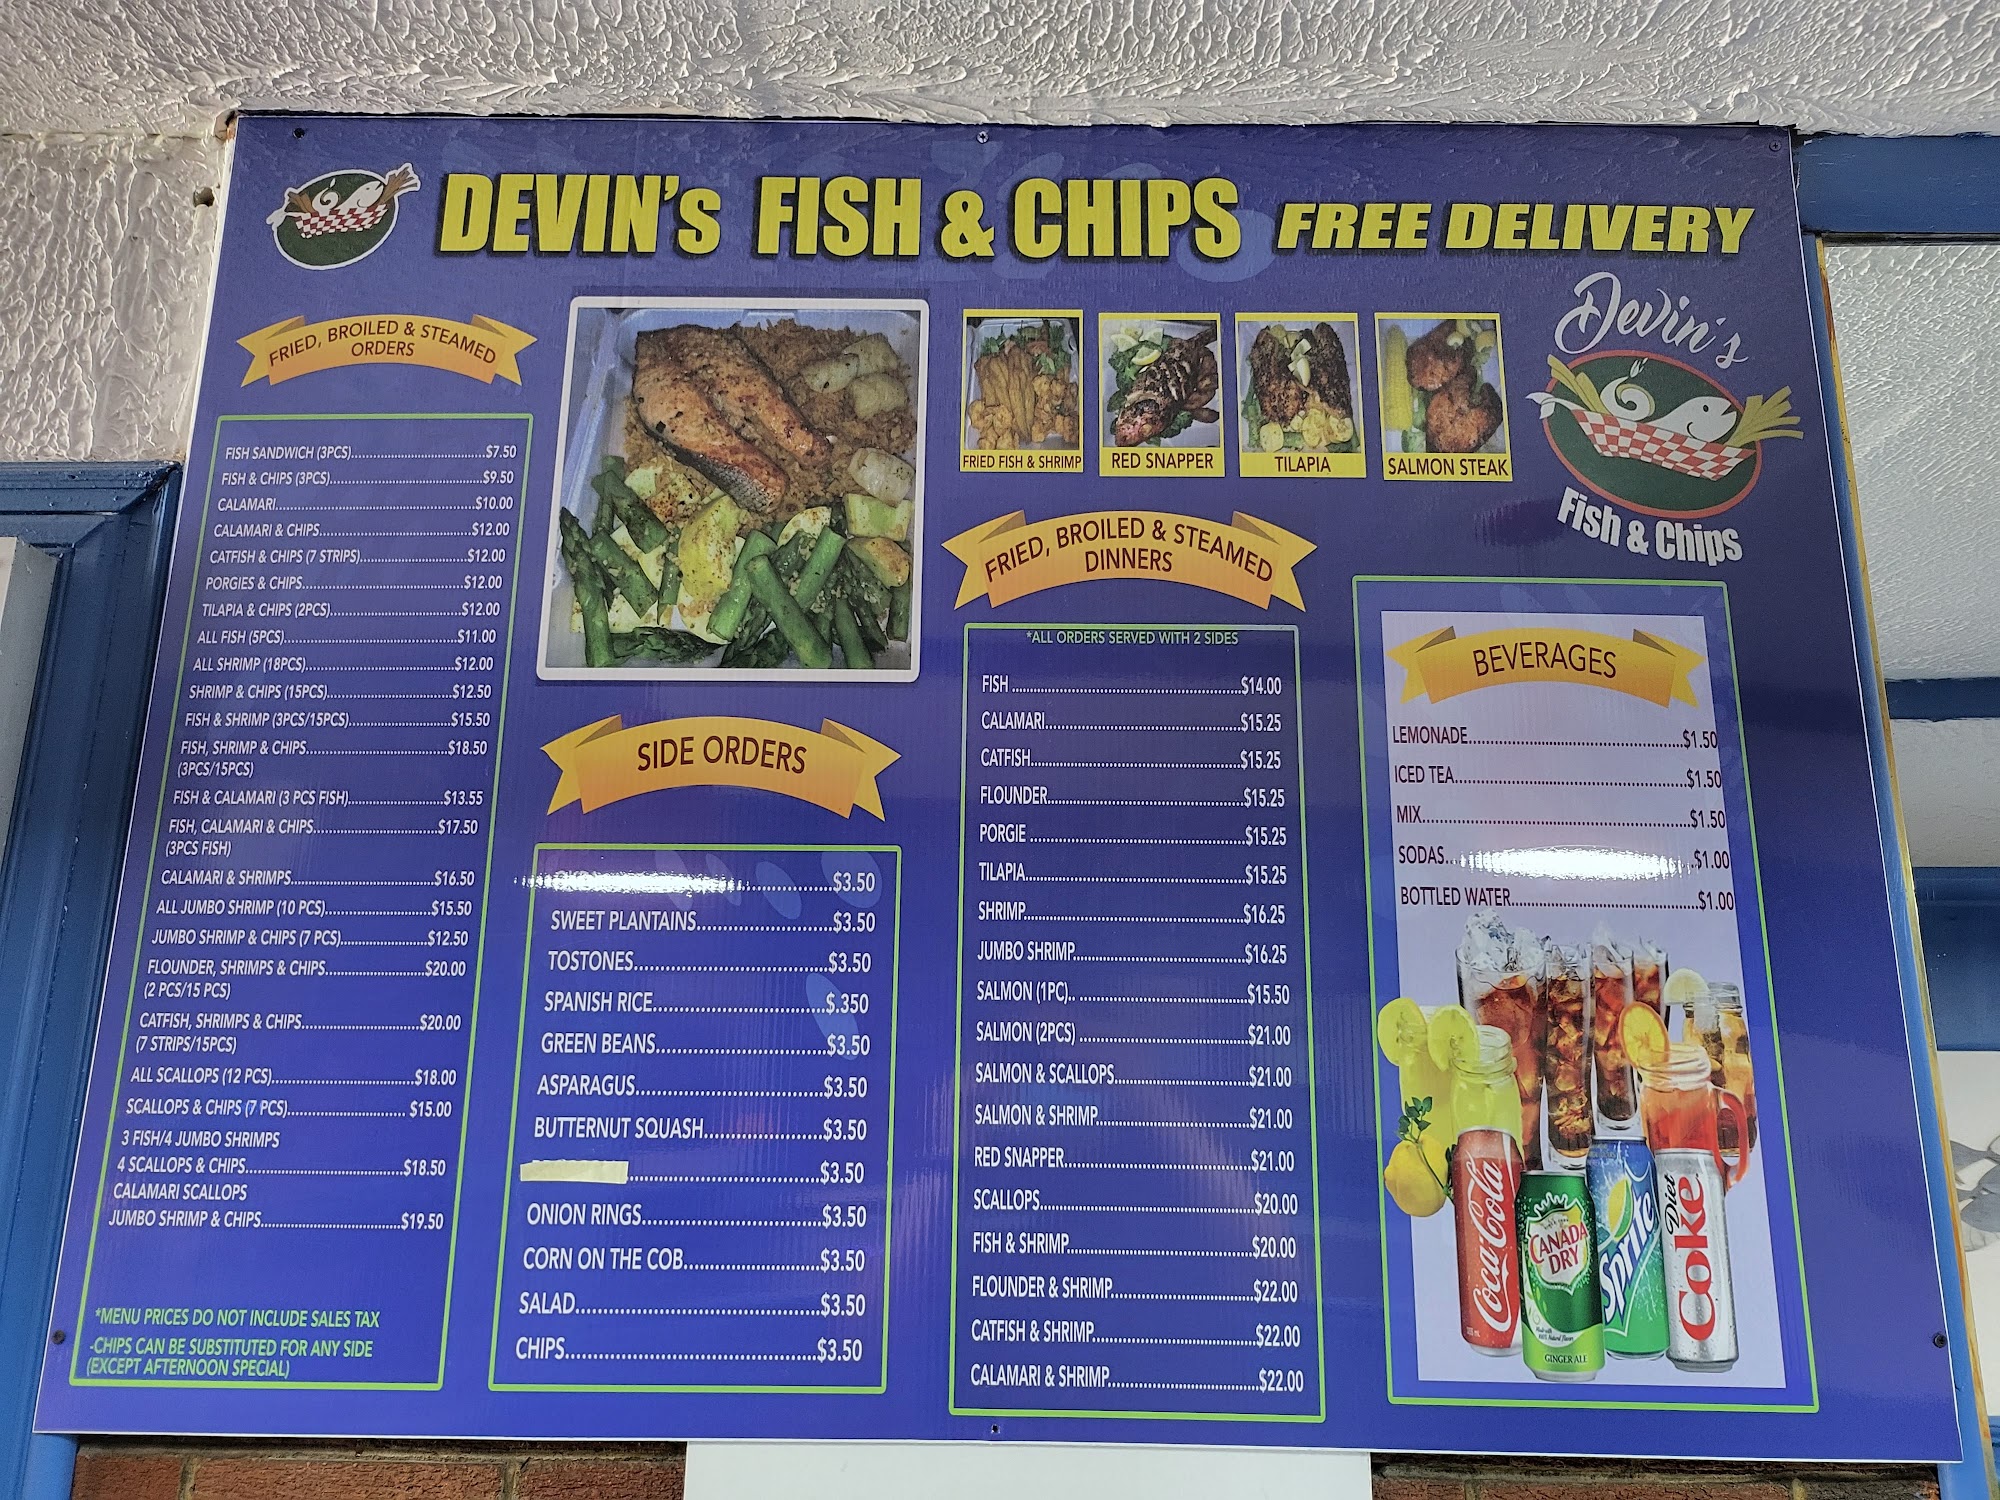 DEVIN's FISH & CHIPS FREE DELIVERY
FRIED, BROILED & STEAMED
ORDERS
FISH SANDWICH (3PCS)......$7.50
FISH & CHIPS (3PCS)......$9.50
CALAMARI......$10.00
CALAMARI & CHIPS......$12.00
CATFISH & CHIPS (7 STRIPS)......$12.00
PORGIES & CHIPS......$12.00
TILAPIA & CHIPS (2PCS)......$12.00
ALL FISH (5PCS)......$11.00
ALL SHRIMP (18PCS)......$12.00
SHRIMP & CHIPS (15PCS)......$12.50
FISH & SHRIMP (3PCS/15PCS)......$15.50
FISH, SHRIMP & CHIPS......$18.50
(3PCS/15PCS)
FISH & CALAMARI (3 PCS FISH)......$13.55
FISH, CALAMARI & CHIPS......$17.50
(3PCS FISH)
CALAMARI & SHRIMPS......$16.50
ALL JUMBO SHRIMP (10 PCS)......$15.50
JUMBO SHRIMP & CHIPS (7 PCS)......$12.50
FLOUNDER, SHRIMPS & CHIPS......$20.00
(2 PCS/15 PCS)
CATFISH, SHRIMPS & CHIPS......$20.00
(7 STRIPS/15PCS)
ALL SCALLOPS (12 PCS)......$18.00
SCALLOPS & CHIPS (7 PCS)...... $15.00
3 FISH/4 JUMBO SHRIMPS
4 SCALLOPS & CHIPS......$18.50
CALAMARI SCALLOPS
JUMBO SHRIMP & CHIPS......$19.50
*MENU PRICES DO NOT INCLUDE SALES TAX
-CHIPS CAN BE SUBSTITUTED FOR ANY SIDE
(EXCEPT AFTERNOON SPECIAL)
SIDE ORDERS
......$3.50
SWEET PLANTAINS......$3.50
TOSTONES......$3.50
SPANISH RICE......$.350
GREEN BEANS......$3.50
ASPARAGUS......$3.50
BUTTERNUT SQUASH......$3.50
......$3.50
ONION RINGS......$3.50
CORN ON THE COB......$3.50
SALAD......$3.50
CHIPS......$3.50
FRIED FISH & SHRIMP
RED SNAPPER
TILAPIA
SALMON STEAK
FRIED, BROILED & STEAMED
DINNERS
*ALL ORDERS SERVED WITH 2 SIDES
FISH ......$14.00
CALAMARI......$15.25
CATFISH......$15.25
FLOUNDER......$15.25
PORGIE ......$15.25
TILAPIA......$15.25
SHRIMP......$16.25
JUMBO SHRIMP......$16.25
SALMON (1PC).. ......$15.50
SALMON (2PCS) ......$21.00
SALMON & SCALLOPS......$21.00
SALMON & SHRIMP......$21.00
RED SNAPPER......$21.00
SCALLOPS......$20.00
FISH & SHRIMP......$20.00
FLOUNDER & SHRIMP......$22.00
CATFISH & SHRIMP......$22.00
CALAMARI & SHRIMP......$22.00
Devin's
Fish & Chips
BEVERAGES
LEMONADE......$1.50
ICED TEA......$1.50
MIX......$1.50
SODAS......$1.00
BOTTLED WATER......$1.00
Coca-Cola
CANADA
DRY
GINGER ALE
Sprite
Diet
Coke